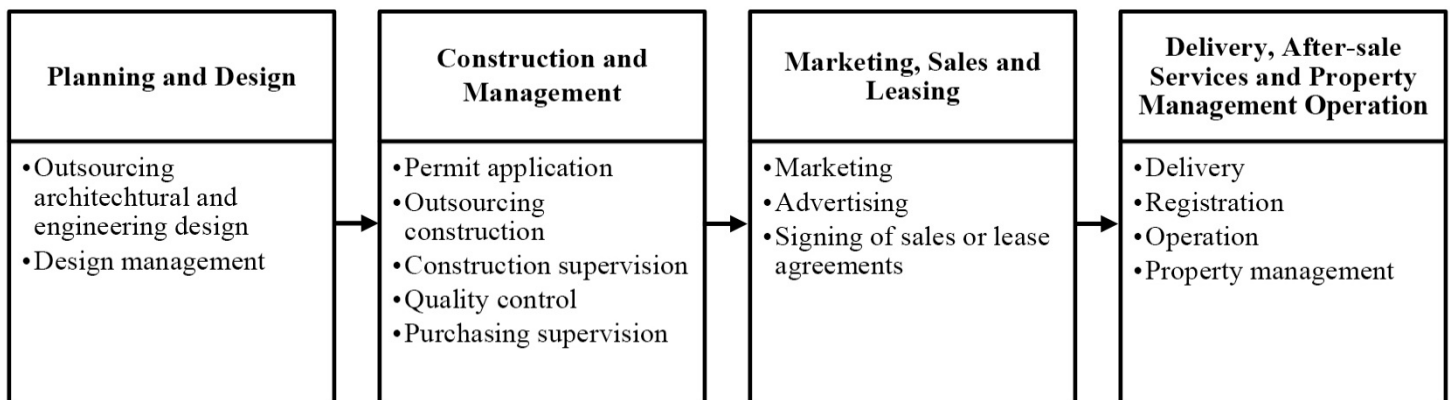 Planning and Design
•Outsourcing
architechtural and
engineering design
•Design management
Construction and
Management
•Permit application
•Outsourcing
construction
•Construction supervision
•Quality control
•Purchasing supervision
Marketing, Sales and
Leasing
•Marketing
•Advertising
•Signing of sales or lease
agreements
Delivery, After-sale
Services and Property
Management Operation
•Delivery
•Registration
•Operation
•Property management